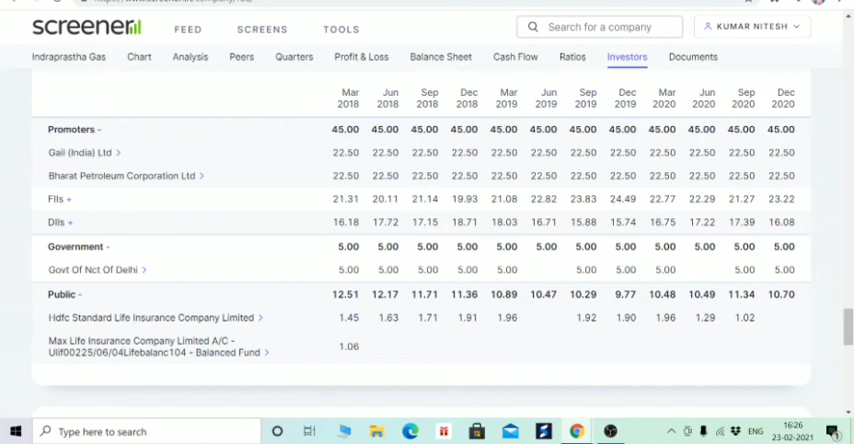 screener
FEED SCREENS TOOLS
Search for a company
KUMAR NITESH
Indraprastha Gas Chart Analysis Peers Quarters Profit & Loss Balance Sheet Cash Flow Ratios Investors Documents
Mar Jun Sep Dec Mar Jun Sep Dec Mar Jun Sep Dec
2018 2018 2018 2018 2019 2019 2019 2019 2020 2020 2020 2020
Promoters - 45.00 45.00 45.00 45.00 45.00 45.00 45.00 45.00 45.00 45.00 45.00 45.00
Gail (India) Ltd > 22.50 22.50 22.50 22.50 22.50 22.50 22.50 22.50 22.50 22.50 22.50 22.50
Bharat Petroleum Corporation Ltd > 22.50 22.50 22.50 22.50 22.50 22.50 22.50 22.50 22.50 22.50 22.50 22.50
FIIs + 21.31 20.11 21.14 19.93 21.08 22.82 23.83 24.49 22.77 22.29 21.27 23.22
DIIs + 16.18 17.72 17.15 18.71 18.03 16.71 15.88 15.74 16.75 17.22 17.39 16.08
Government - 5.00 5.00 5.00 5.00 5.00 5.00 5.00 5.00 5.00 5.00 5.00 5.00
Govt Of Nct Of Delhi > 5.00 5.00 5.00 5.00 5.00 5.00 5.00 5.00 5.00 5.00
Public - 12.51 12.17 11.71 11.36 10.89 10.47 10.29 9.77 10.48 10.49 11.34 10.70
Hdfc Standard Life Insurance Company Limited > 1.45 1.63 1.71 1.91 1.96 1.92 1.90 1.96 1.29 1.02
Max Life Insurance Company Limited A/C -
Ulif00225/06/04Lifebalanc104 - Balanced Fund > 1.06
Type here to search
ENG
16:26
23-02-2021